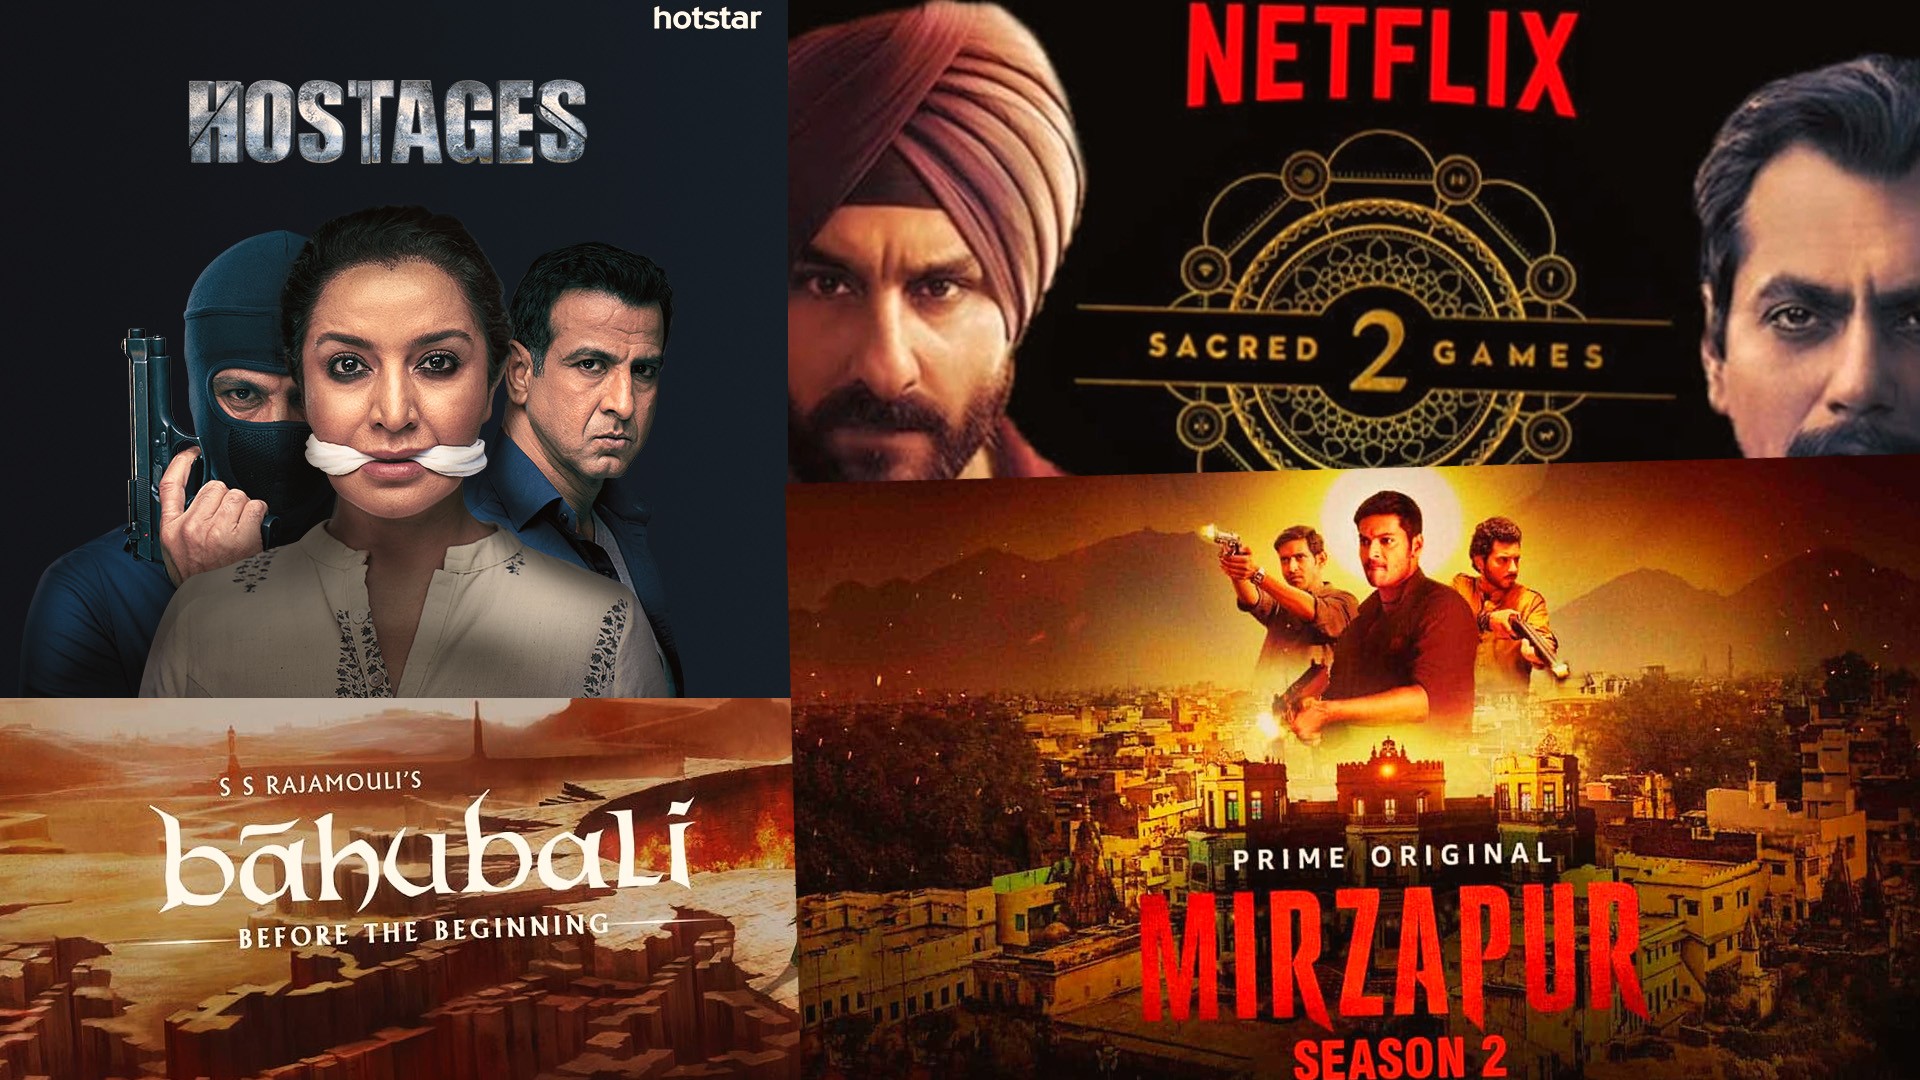 hotstar
HOSTAGES
NETFLIX
SACRED 2 GAMES
S S RAJAMOULI'S
bāhubali
BEFORE THE BEGINNING
PRIME ORIGINAL
MIRZAPUR
SEASON 2